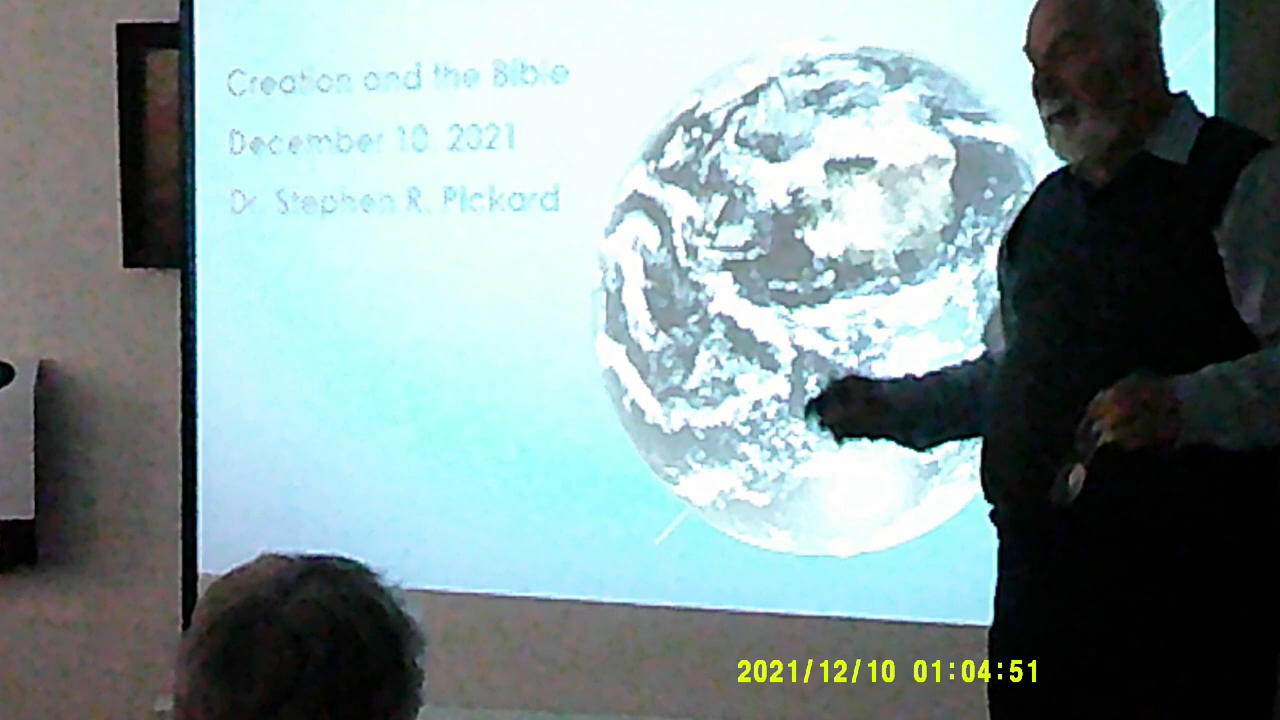 Creation and the Bible
December 10, 2021
Dr. Stephen R. Pickard
2021/12/10 01:04:51